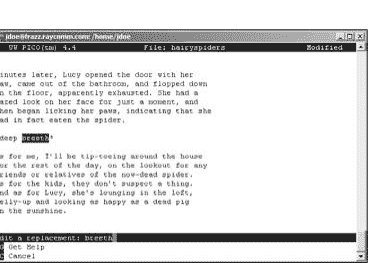 jdoe@frazz.raycomm.com: /home/jdoe
UW PICO(tm) 4.4 File: hairyspiders Modified
inutes later, Lucy opened the door with her
aw, came out of the bathroom, and flopped down
n the floor, apparently exhausted. She had a
azed look on her face for just a moment, and
hen began licking her paws, indicating that she
ad in fact eaten the spider.
deep breath*
s for me, I'll be tip-toeing around the house
or the rest of the day, on the lookout for any
riends or relatives of the now-dead spider.
s for the kids, they don't suspect a thing.
nd as for Lucy, she's lounging in the loft,
elly-up and looking as happy as a dead pig
n the sunshine.
dit a replacement: breeth
G Get Help
C Cancel